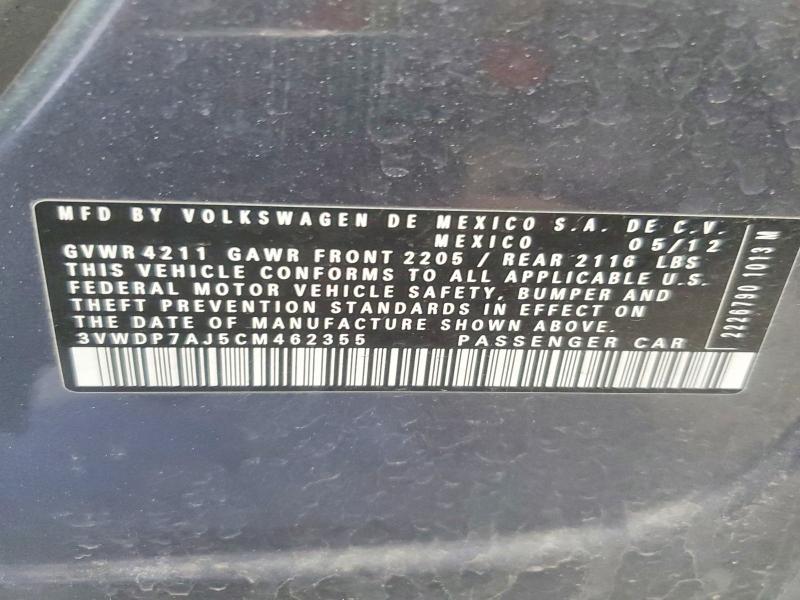 MFD BY VOLKSWAGEN DE MEXICO S.A. DE C.V.
MEXICO 05/12
GVWR 4211 GAWR FRONT 2205 / REAR 2116 LBS
THIS VEHICLE CONFORMS TO ALL APPLICABLE U.S.
FEDERAL MOTOR VEHICLE SAFETY, BUMPER AND
THEFT PREVENTION STANDARDS IN EFFECT ON
THE DATE OF MANUFACTURE SHOWN ABOVE.
3VWDP7AJ5CM462355 PASSENGER CAR
2226790 1013 M